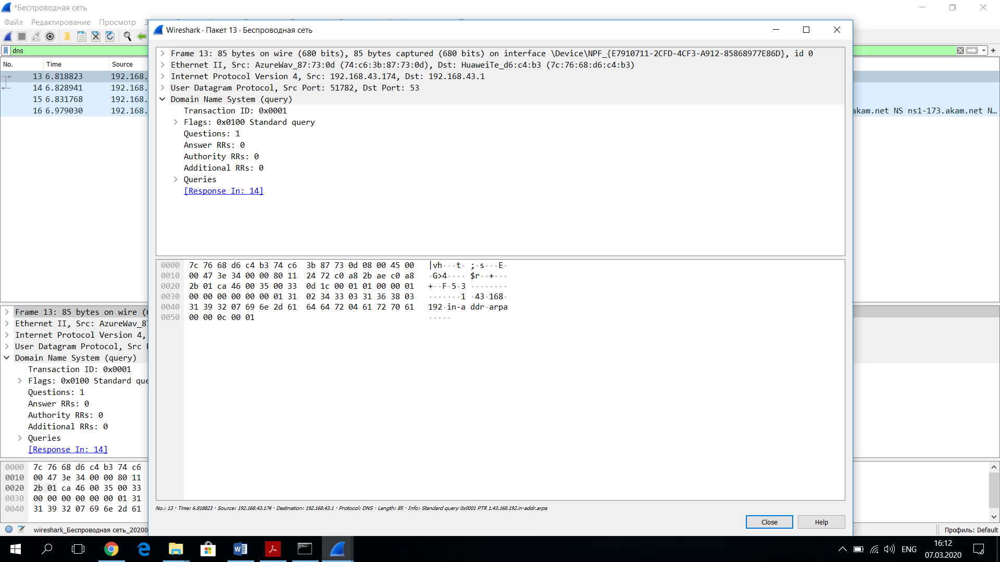 *Беспроводная сеть
Файл Редактирование Просмотр
dns
No. Time Source
13 6.818823 192.168.
14 6.828941 192.168.
15 6.831768 192.168.
16 6.979030 192.168.
akam.net NS ns1-173.akam.net N...
Wireshark · Пакет 13 · Беспроводная сеть
Frame 13: 85 bytes on wire (680 bits), 85 bytes captured (680 bits) on interface \Device\NPF_{E7910711-2CFD-4CF3-A912-85868977E86D}, id 0
Ethernet II, Src: AzureWav_87:73:0d (74:c6:3b:87:73:0d), Dst: HuaweiTe_d6:c4:b3 (7c:76:68:d6:c4:b3)
Internet Protocol Version 4, Src: 192.168.43.174, Dst: 192.168.43.1
User Datagram Protocol, Src Port: 51782, Dst Port: 53
Domain Name System (query)
Transaction ID: 0x0001
Flags: 0x0100 Standard query
Questions: 1
Answer RRs: 0
Authority RRs: 0
Additional RRs: 0
Queries
[Response In: 14]
0000 7c 76 68 d6 c4 b3 74 c6 3b 87 73 0d 08 00 45 00 |vh···t· ;·s···E·
0010 00 47 3e 34 00 00 80 11 24 72 c0 a8 2b ae c0 a8 ·G>4···· $r··+···
0020 2b 01 ca 46 00 35 00 33 0d 1c 00 01 01 00 00 01 +··F·5·3 ········
0030 00 00 00 00 00 00 01 31 02 34 33 03 31 36 38 03 ·······1 ·43·168·
0040 31 39 32 07 69 6e 2d 61 64 64 72 04 61 72 70 61 192·in-a ddr·arpa
0050 00 00 0c 00 01 ·····
No.: 13 · Time: 6.818823 · Source: 192.168.43.174 · Destination: 192.168.43.1 · Protocol: DNS · Length: 85 · Info: Standard query 0x0001 PTR 1.43.168.192.in-addr.arpa
Close Help
Frame 13: 85 bytes on wire (
Ethernet II, Src: AzureWav_8
Internet Protocol Version 4,
User Datagram Protocol, Src
Domain Name System (query)
Transaction ID: 0x0001
Flags: 0x0100 Standard que
Questions: 1
Answer RRs: 0
Authority RRs: 0
Additional RRs: 0
Queries
[Response In: 14]
0000 7c 76 68 d6 c4 b3 74 c6
0010 00 47 3e 34 00 00 80 11
0020 2b 01 ca 46 00 35 00 33
0030 00 00 00 00 00 00 01 31
0040 31 39 32 07 69 6e 2d 61
wireshark_Беспроводная сеть_20200
Профиль: Default
ENG
16:12
07.03.2020